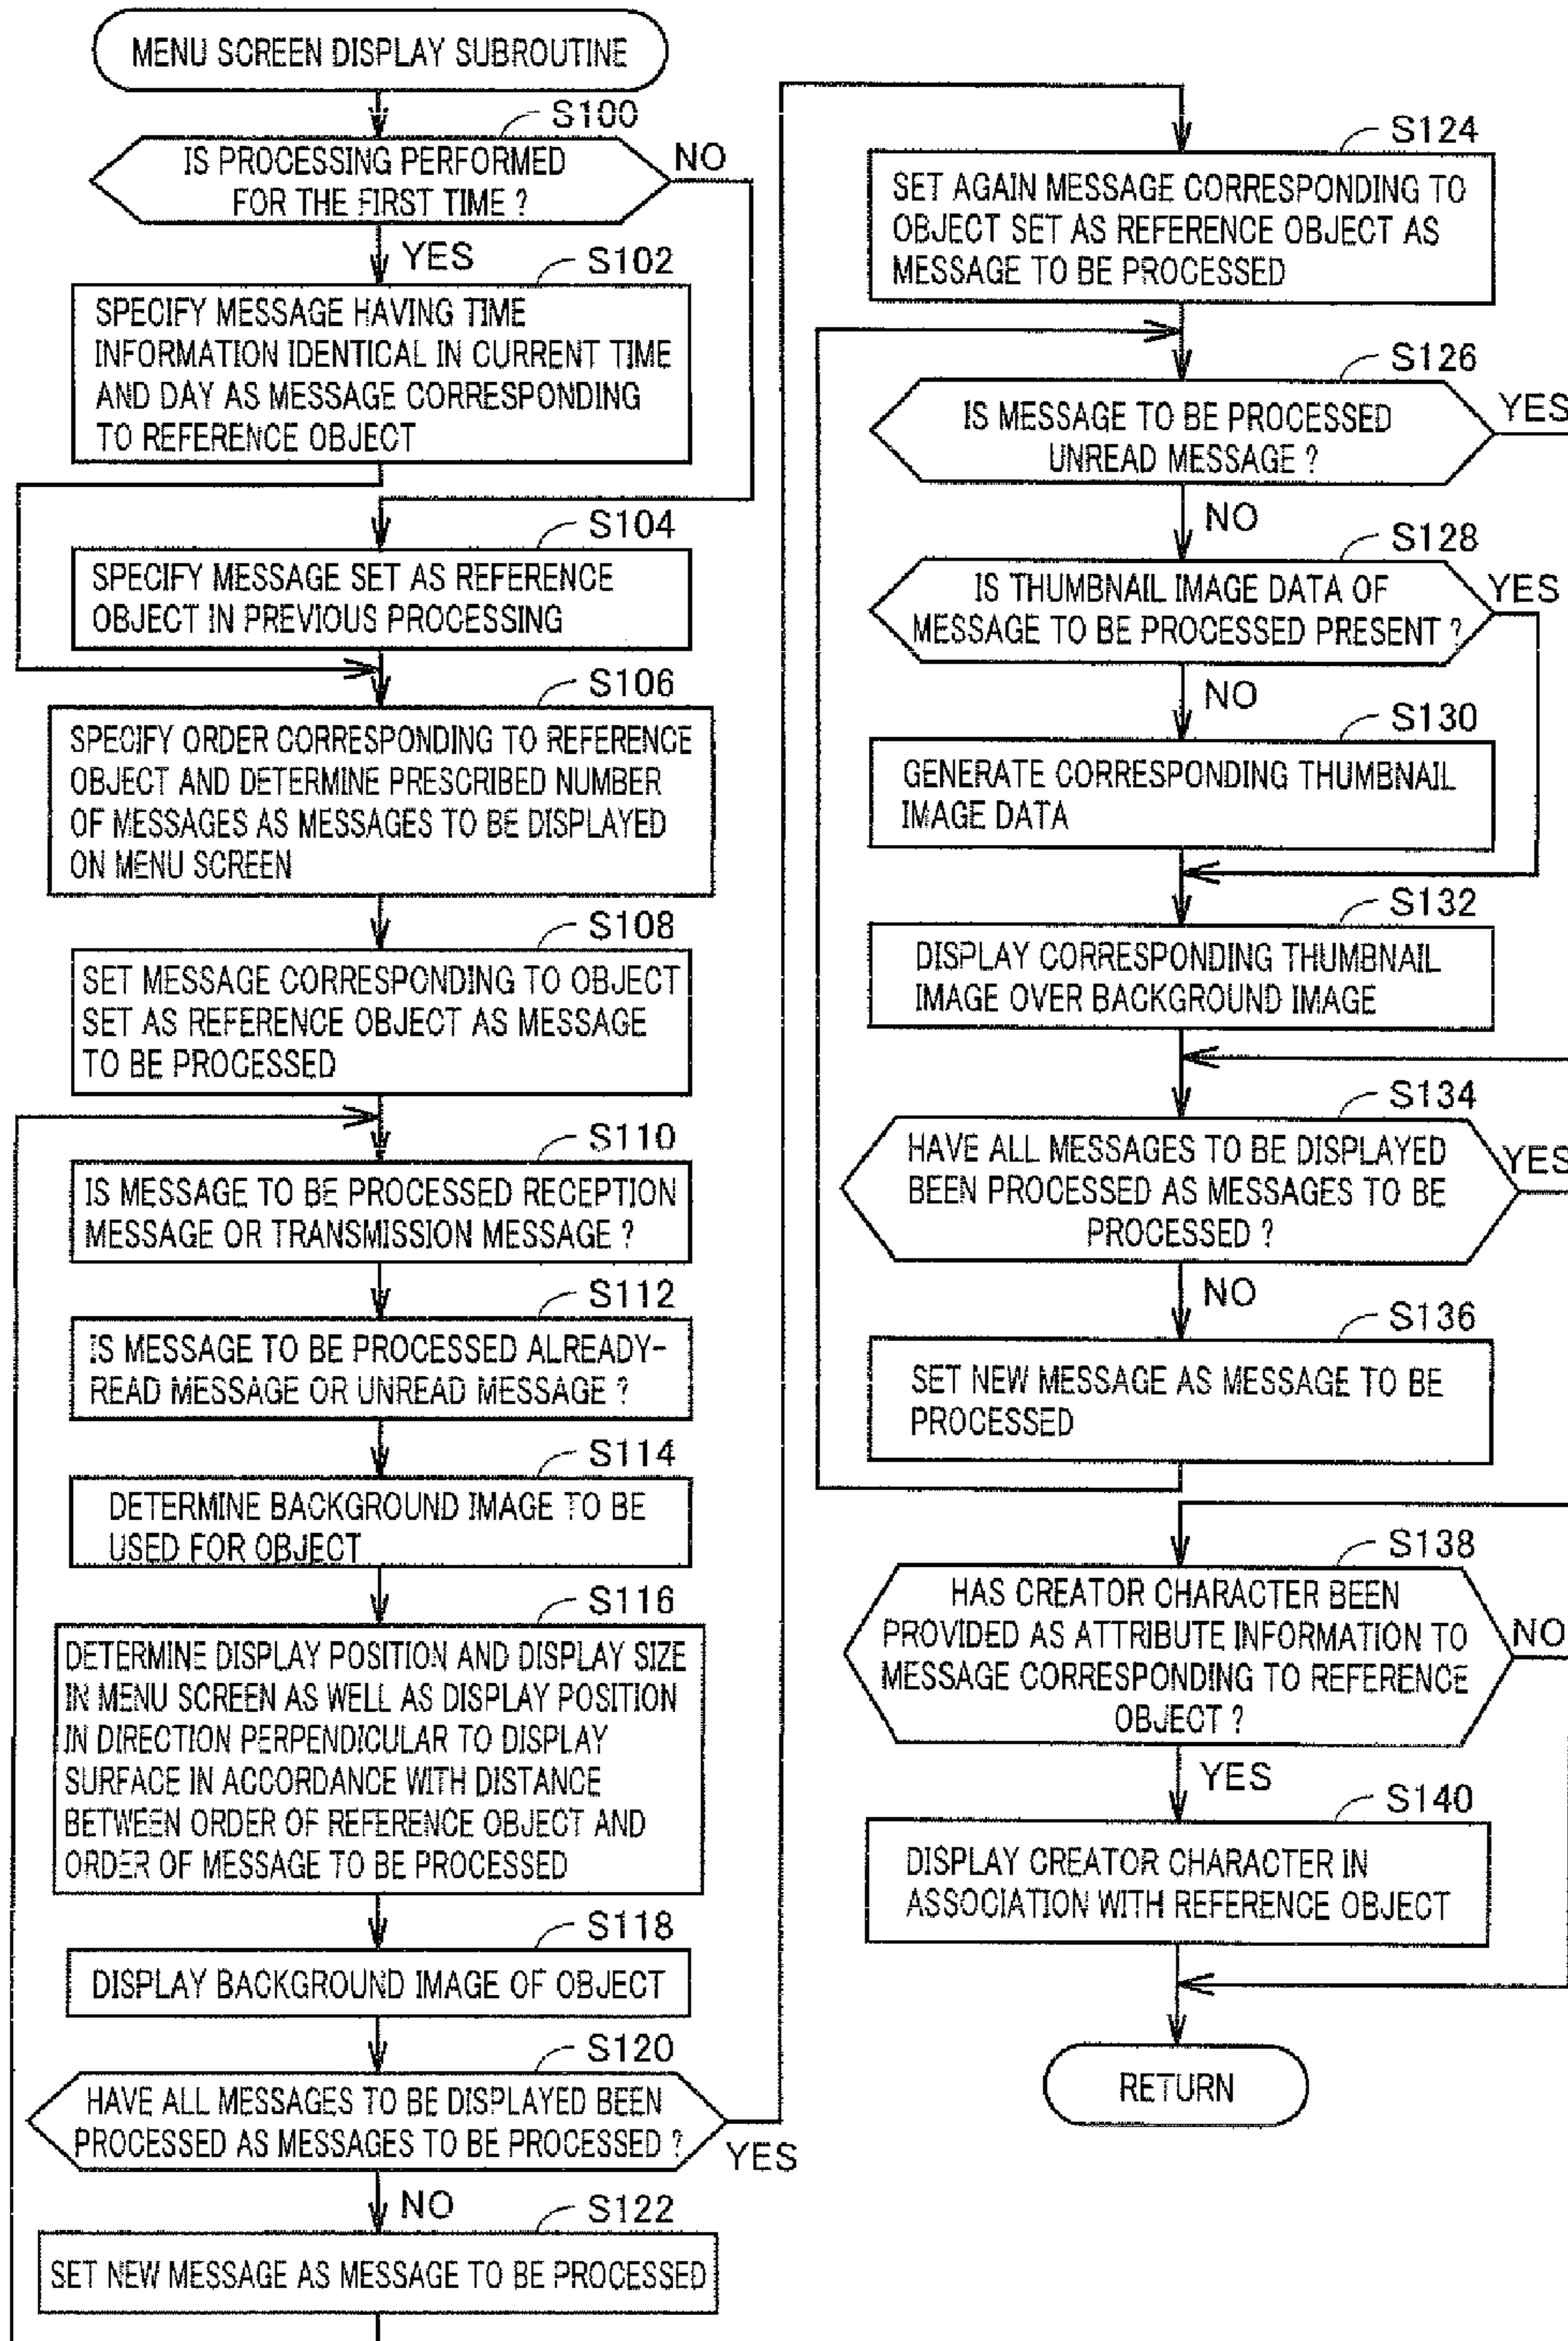 MENU SCREEN DISPLAY SUBROUTINE
S100
IS PROCESSING PERFORMED
FOR THE FIRST TIME ?
NO
YES
S102
SPECIFY MESSAGE HAVING TIME
INFORMATION IDENTICAL IN CURRENT TIME
AND DAY AS MESSAGE CORRESPONDING
TO REFERENCE OBJECT
S104
SPECIFY MESSAGE SET AS REFERENCE
OBJECT IN PREVIOUS PROCESSING
S106
SPECIFY ORDER CORRESPONDING TO REFERENCE
OBJECT AND DETERMINE PRESCRIBED NUMBER
OF MESSAGES AS MESSAGES TO BE DISPLAYED
ON MENU SCREEN
S108
SET MESSAGE CORRESPONDING TO OBJECT
SET AS REFERENCE OBJECT AS MESSAGE
TO BE PROCESSED
S110
IS MESSAGE TO BE PROCESSED RECEPTION
MESSAGE OR TRANSMISSION MESSAGE ?
S112
IS MESSAGE TO BE PROCESSED ALREADY-
READ MESSAGE OR UNREAD MESSAGE ?
S114
DETERMINE BACKGROUND IMAGE TO BE
USED FOR OBJECT
S116
DETERMINE DISPLAY POSITION AND DISPLAY SIZE
IN MENU SCREEN AS WELL AS DISPLAY POSITION
IN DIRECTION PERPENDICULAR TO DISPLAY
SURFACE IN ACCORDANCE WITH DISTANCE
BETWEEN ORDER OF REFERENCE OBJECT AND
ORDER OF MESSAGE TO BE PROCESSED
S118
DISPLAY BACKGROUND IMAGE OF OBJECT
S120
HAVE ALL MESSAGES TO BE DISPLAYED BEEN
PROCESSED AS MESSAGES TO BE PROCESSED ?
YES
NO
S122
SET NEW MESSAGE AS MESSAGE TO BE PROCESSED
S124
SET AGAIN MESSAGE CORRESPONDING TO
OBJECT SET AS REFERENCE OBJECT AS
MESSAGE TO BE PROCESSED
S126
IS MESSAGE TO BE PROCESSED
UNREAD MESSAGE ?
YES
NO
S128
IS THUMBNAIL IMAGE DATA OF
MESSAGE TO BE PROCESSED PRESENT ?
YES
NO
S130
GENERATE CORRESPONDING THUMBNAIL
IMAGE DATA
S132
DISPLAY CORRESPONDING THUMBNAIL
IMAGE OVER BACKGROUND IMAGE
S134
HAVE ALL MESSAGES TO BE DISPLAYED
BEEN PROCESSED AS MESSAGES TO BE
PROCESSED ?
YES
NO
S136
SET NEW MESSAGE AS MESSAGE TO BE
PROCESSED
S138
HAS CREATOR CHARACTER BEEN
PROVIDED AS ATTRIBUTE INFORMATION TO
MESSAGE CORRESPONDING TO REFERENCE
OBJECT ?
NO
YES
S140
DISPLAY CREATOR CHARACTER IN
ASSOCIATION WITH REFERENCE OBJECT
RETURN